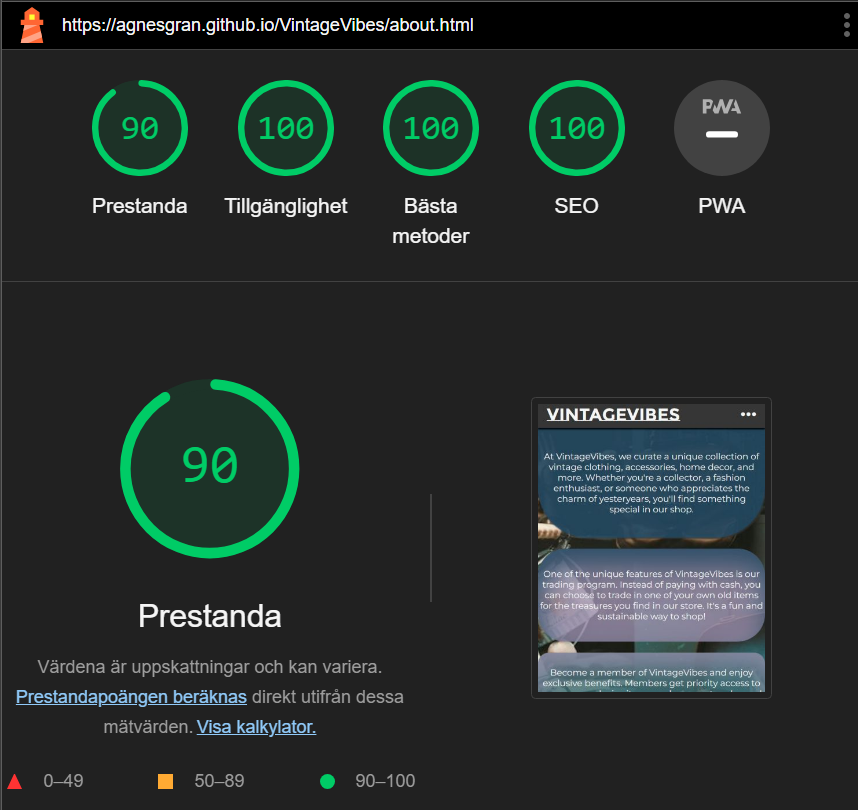 https://agnesgran.github.io/VintageVibes/about.html
90
100
100
100
PWA
Prestanda
Tillgänglighet
Bästa
metoder
SEO
PWA
90
Prestanda
Värdena är uppskattningar och kan variera.
Prestandapoängen beräknas direkt utifrån dessa
mätvärden. Visa kalkylator.
0–49
50–89
90–100
VINTAGEVIBES
At VintageVibes, we curate a unique collection of
vintage clothing, accessories, home decor, and
more. Whether you're a collector, a fashion
enthusiast, or someone who appreciates the
charm of yesteryears, you'll find something
special in our shop.
One of the unique features of VintageVibes is our
trading program. Instead of paying with cash, you
can choose to trade in one of your own old items
for the treasures you find in our store. It's a fun and
sustainable way to shop!
Become a member of VintageVibes and enjoy
exclusive benefits. Members get priority access to